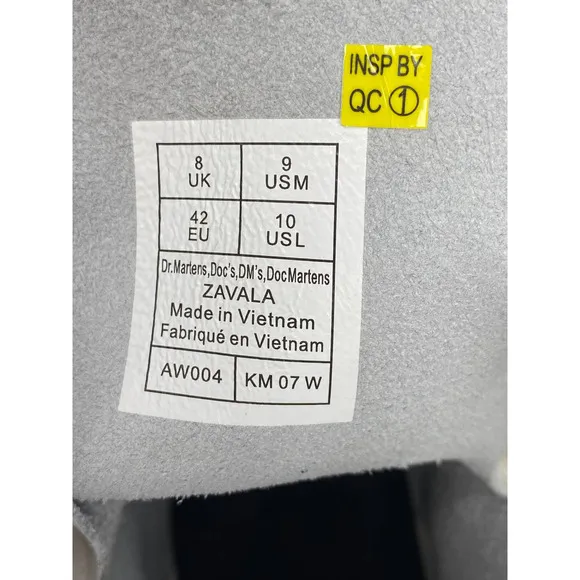 INSP BY
QC ①
8
UK
9
USM
42
EU
10
USL
Dr.Martens,Doc's,DM's,DocMartens
ZAVALA
Made in Vietnam
Fabriqué en Vietnam
AW004
KM 07 W